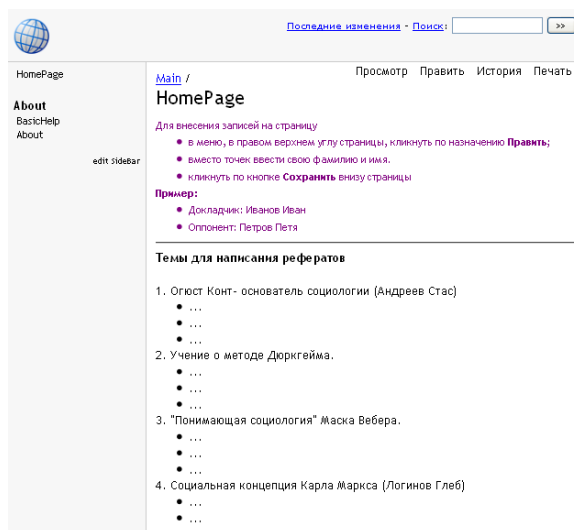 Последние изменения - Поиск: >>
HomePage
About
BasicHelp
About
edit SideBar
Просмотр Править История Печать
Main /
HomePage
Для внесения записей на страницу
• в меню, в правом верхнем углу страницы, кликнуть по назначению Править;
• вместо точек ввести свою фамилию и имя.
• кликнуть по кнопке Сохранить внизу страницы
Пример:
• Докладчик: Иванов Иван
• Оппонент: Петров Петя
Темы для написания рефератов
1. Огюст Конт- основатель социологии (Андреев Стас)
• ...
• ...
• ...
2. Учение о методе Дюркгейма.
• ...
• ...
• ...
3. "Понимающая социология" Маска Вебера.
• ...
• ...
• ...
4. Социальная концепция Карла Маркса (Логинов Глеб)
• ...
• ...